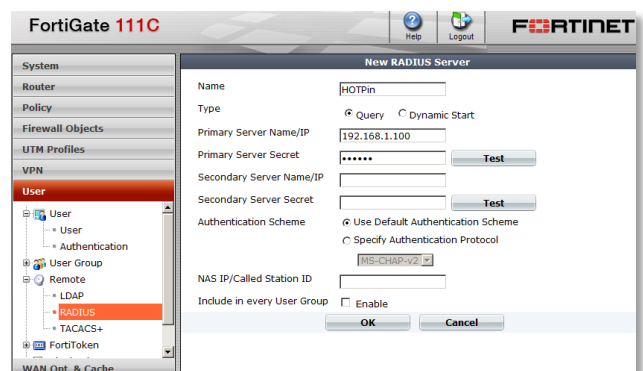 FortiGate 111C
Help
Logout
FORTINET
System
Router
Policy
Firewall Objects
UTM Profiles
VPN
User
User
User
Authentication
User Group
Remote
LDAP
RADIUS
TACACS+
FortiToken
WAN Opt. & Cache
New RADIUS Server
Name HOTPin
Type Query Dynamic Start
Primary Server Name/IP 192.168.1.100
Primary Server Secret •••••• Test
Secondary Server Name/IP
Secondary Server Secret Test
Authentication Scheme Use Default Authentication Scheme
Specify Authentication Protocol
MS-CHAP-v2
NAS IP/Called Station ID
Include in every User Group Enable
OK Cancel